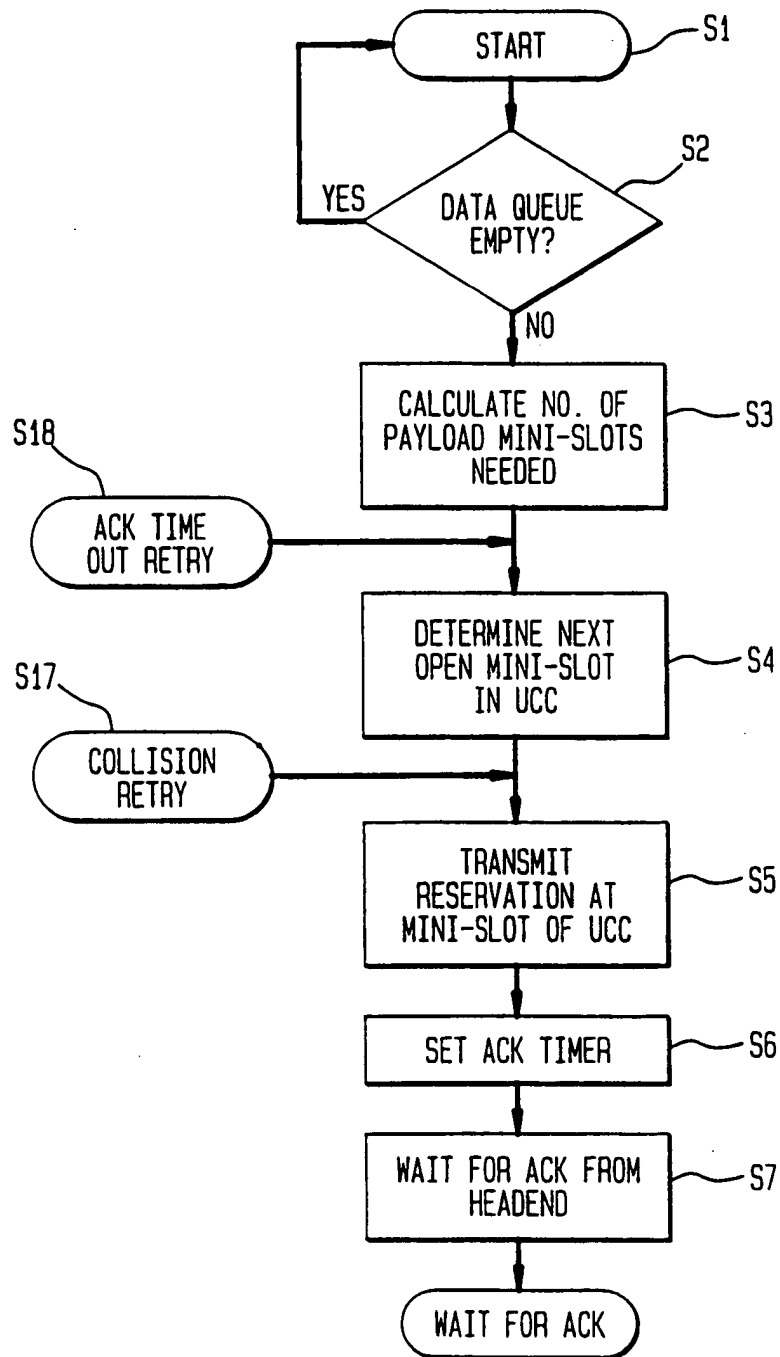 START
S1
S2
YES
DATA QUEUE
EMPTY?
NO
CALCULATE NO. OF
PAYLOAD MINI-SLOTS
NEEDED
S3
S18
ACK TIME
OUT RETRY
DETERMINE NEXT
OPEN MINI-SLOT
IN UCC
S4
S17
COLLISION
RETRY
TRANSMIT
RESERVATION AT
MINI-SLOT OF UCC
S5
SET ACK TIMER
S6
WAIT FOR ACK FROM
HEADEND
S7
WAIT FOR ACK